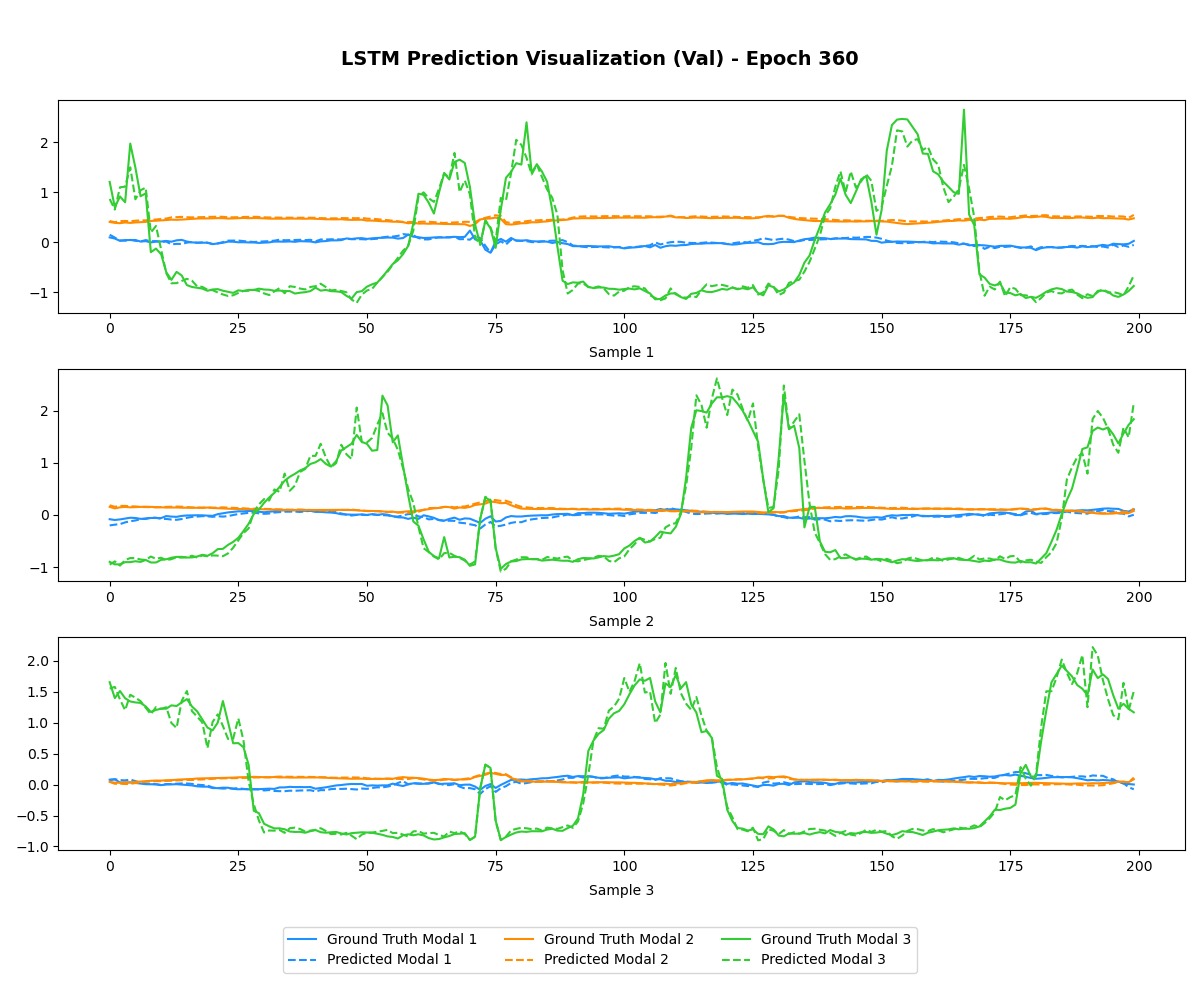 LSTM Prediction Visualization (Val) - Epoch 360
2
1
0
−1
0 25 50 75 100 125 150 175 200
Sample 1
2
1
0
−1
0 25 50 75 100 125 150 175 200
Sample 2
2.0
1.5
1.0
0.5
0.0
−0.5
−1.0
0 25 50 75 100 125 150 175 200
Sample 3
Ground Truth Modal 1 Ground Truth Modal 2 Ground Truth Modal 3
Predicted Modal 1 Predicted Modal 2 Predicted Modal 3